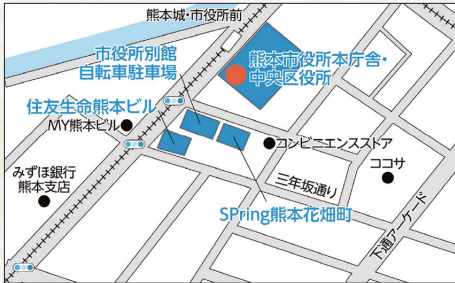 熊本城・市役所前
市役所別館
自転車駐車場
熊本市役所本庁舎・
中央区役所
住友生命熊本ビル
MY熊本ビル
コンビニエンスストア
みずほ銀行
熊本支店
三年坂通り
ココサ
SPring熊本花畑町
下通アーケード